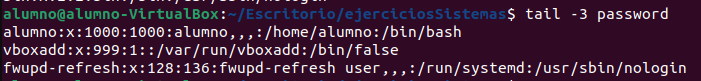 alumno@alumno-VirtualBox:~/Escritorio/ejerciciosSistemas$ tail -3 password
alumno:x:1000:1000:alumno,,,:/home/alumno:/bin/bash
vboxadd:x:999:1::/var/run/vboxadd:/bin/false
fwupd-refresh:x:128:136:fwupd-refresh user,,,:/run/systemd:/usr/sbin/nologin